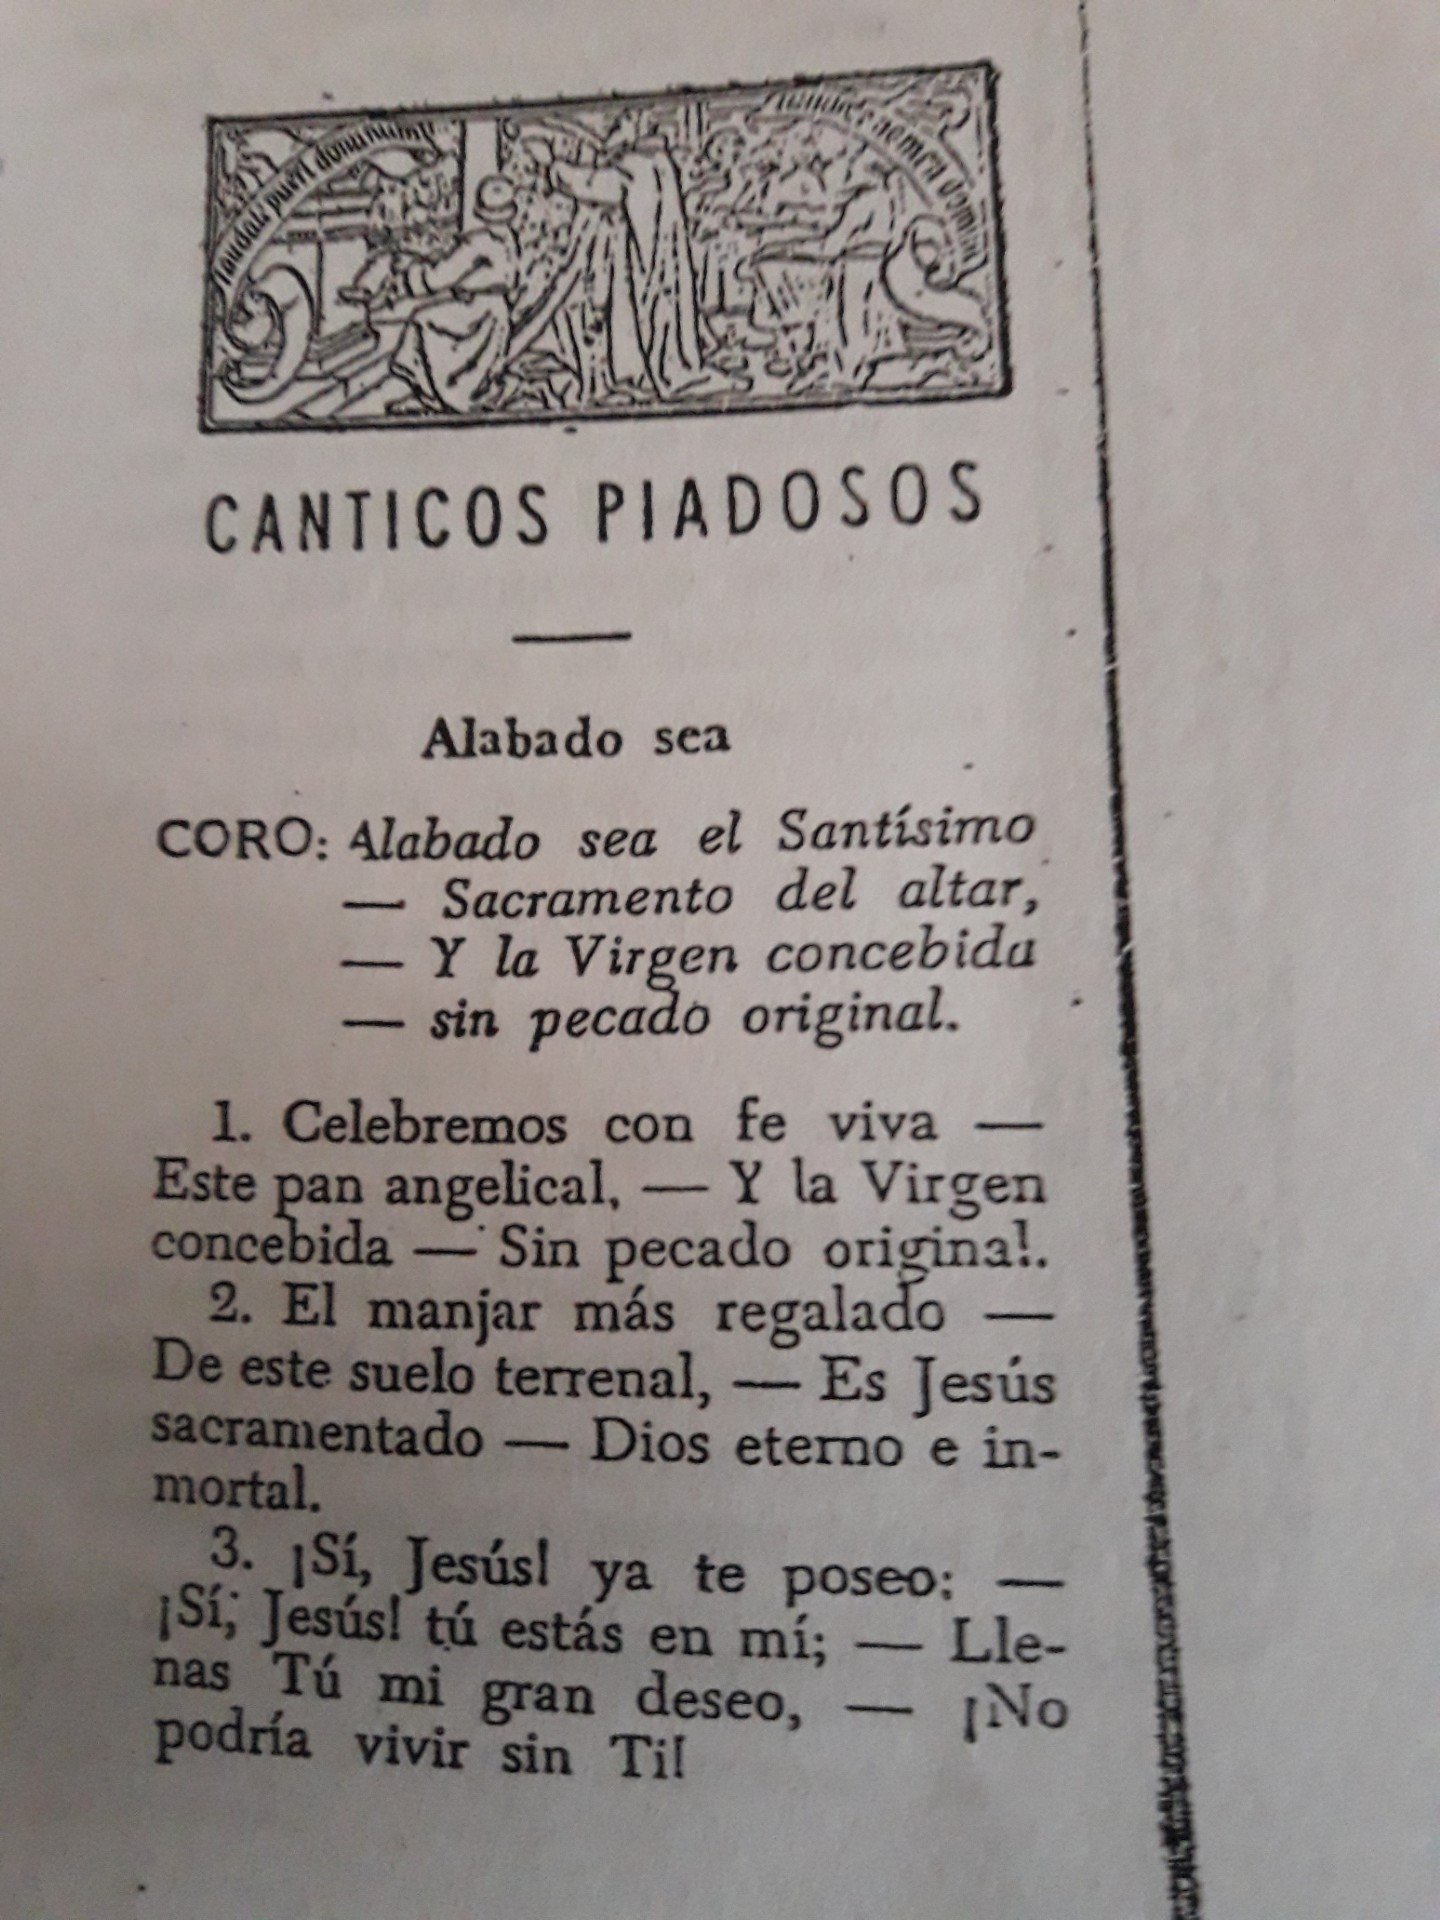 laudate pueri dominum
CANTICOS PIADOSOS
Alabado sea
CORO: Alabado sea el Santísimo
— Sacramento del altar,
— Y la Virgen concebida
— sin pecado original.
1. Celebremos con fe viva —
Este pan angelical, — Y la Virgen
concebida — Sin pecado original.
2. El manjar más regalado —
De este suelo terrenal, — Es Jesús
sacramentado — Dios eterno e in-
mortal.
3. ¡Sí, Jesús! ya te poseo: —
¡Sí; Jesús! tú estás en mí; — Lle-
nas Tú mi gran deseo, — ¡No
podría vivir sin Ti!